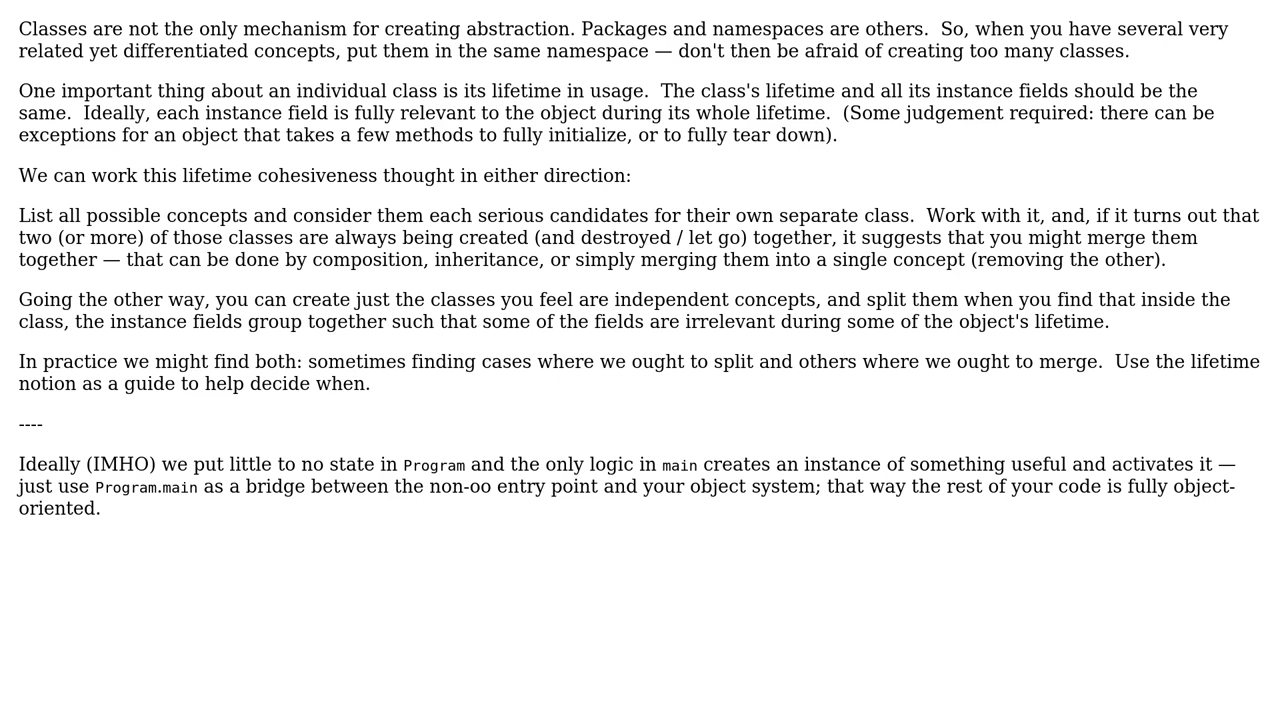 Classes are not the only mechanism for creating abstraction. Packages and namespaces are others.  So, when you have several very
related yet differentiated concepts, put them in the same namespace — don't then be afraid of creating too many classes.
One important thing about an individual class is its lifetime in usage.  The class's lifetime and all its instance fields should be the
same.  Ideally, each instance field is fully relevant to the object during its whole lifetime.  (Some judgement required: there can be
exceptions for an object that takes a few methods to fully initialize, or to fully tear down).
We can work this lifetime cohesiveness thought in either direction:
List all possible concepts and consider them each serious candidates for their own separate class.  Work with it, and, if it turns out that
two (or more) of those classes are always being created (and destroyed / let go) together, it suggests that you might merge them
together — that can be done by composition, inheritance, or simply merging them into a single concept (removing the other).
Going the other way, you can create just the classes you feel are independent concepts, and split them when you find that inside the
class, the instance fields group together such that some of the fields are irrelevant during some of the object's lifetime.
In practice we might find both: sometimes finding cases where we ought to split and others where we ought to merge.  Use the lifetime
notion as a guide to help decide when.
----
Ideally (IMHO) we put little to no state in Program and the only logic in main creates an instance of something useful and activates it —
just use Program.main as a bridge between the non-oo entry point and your object system; that way the rest of your code is fully object-
oriented.